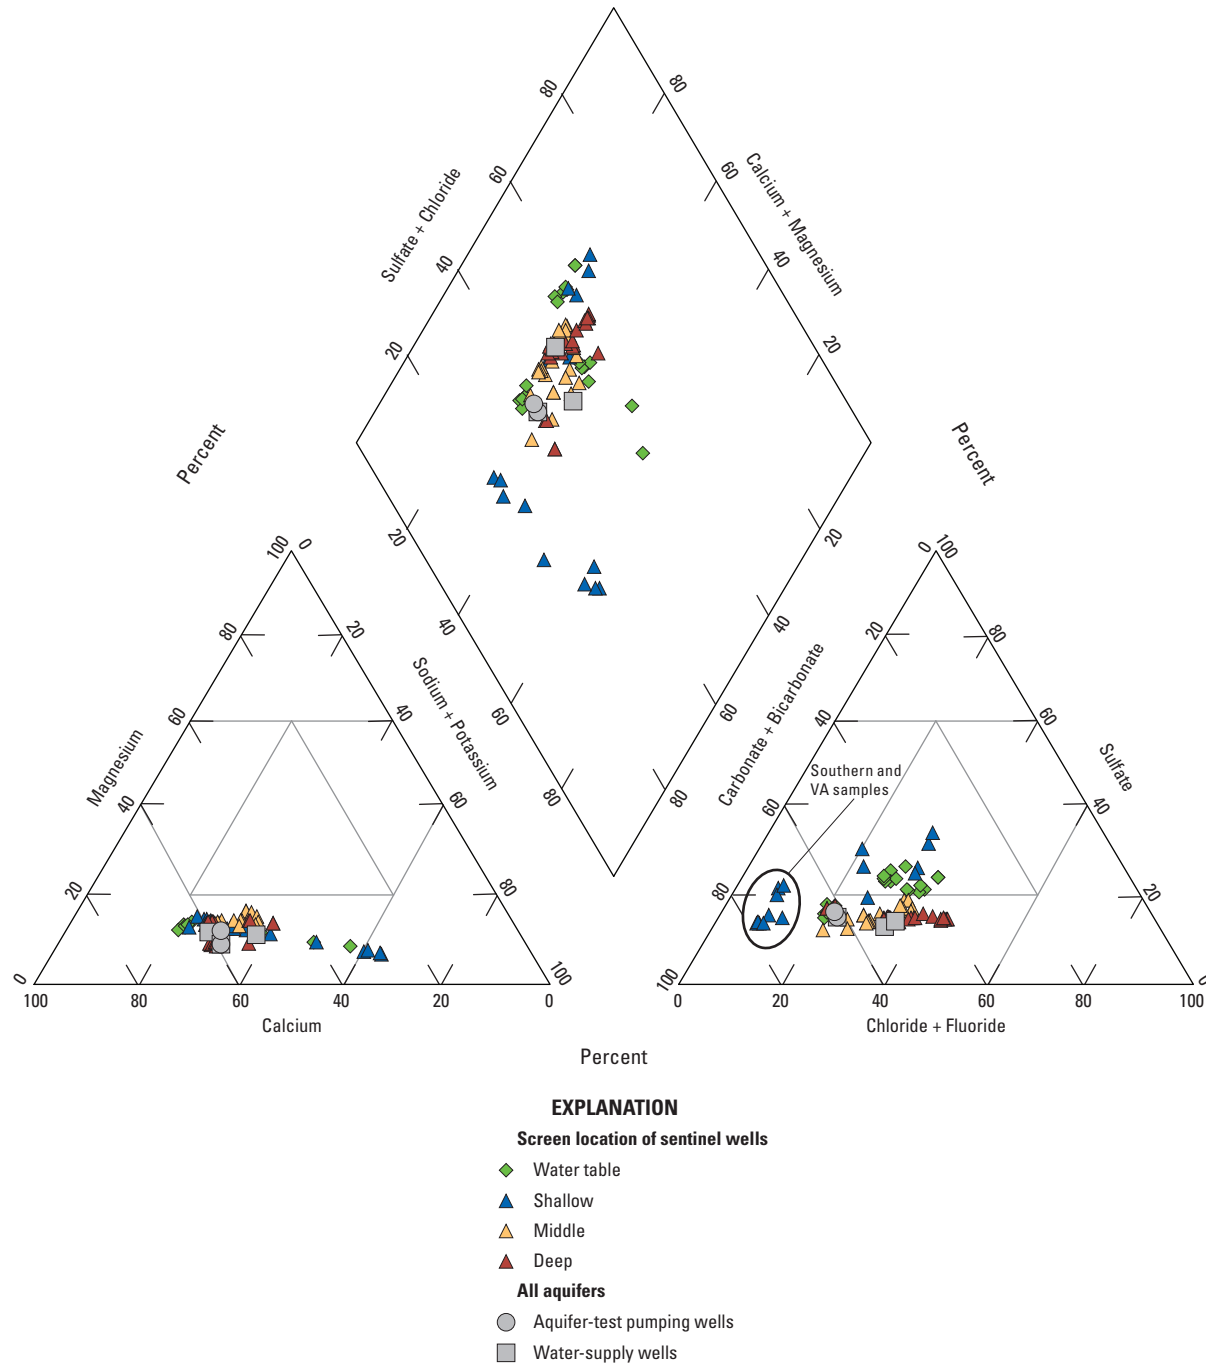 80
80
60
60
Sulfate + Chloride
Calcium + Magnesium
40
40
20
20
Percent
Percent
20
20
40
40
60
60
80
80
100
0
80
20
60
40
40
60
20
80
0
100
Magnesium
Sodium + Potassium
100
80
60
40
20
0
Calcium
0
100
20
80
40
60
60
40
80
20
100
0
Carbonate + Bicarbonate
Sulfate
Southern and
VA samples
0
20
40
60
80
100
Chloride + Fluoride
Percent
EXPLANATION
Screen location of sentinel wells
Water table
Shallow
Middle
Deep
All aquifers
Aquifer-test pumping wells
Water-supply wells